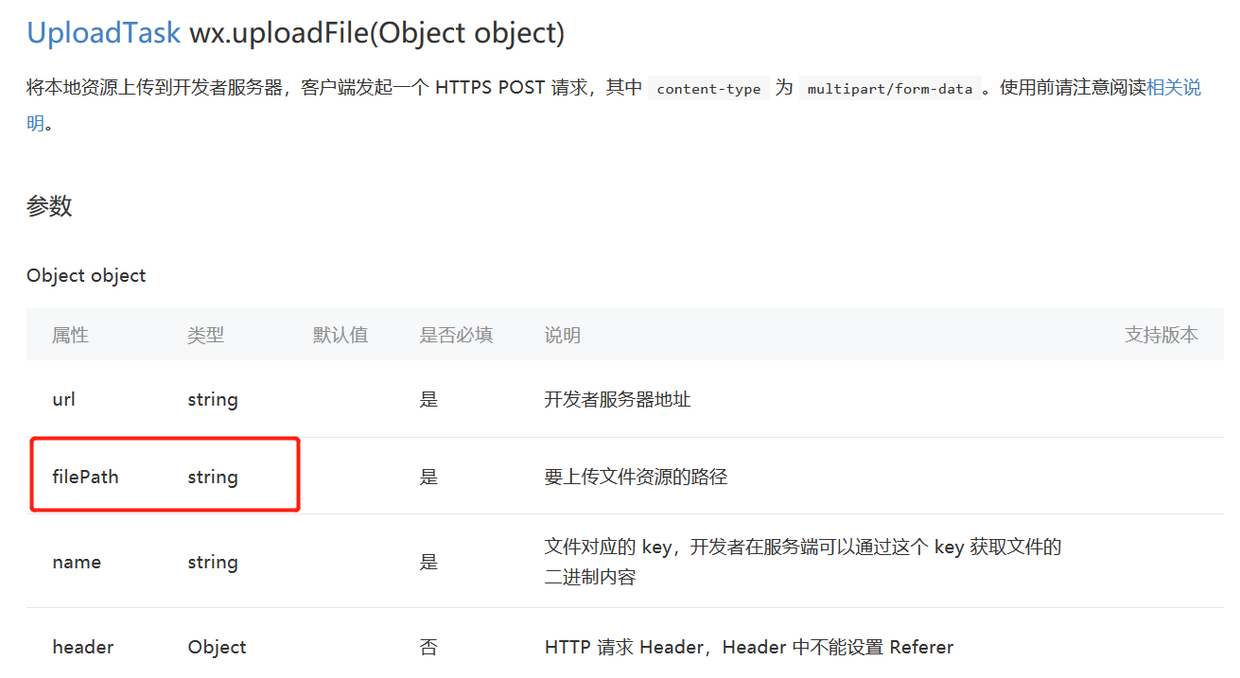 UploadTask wx.uploadFile(Object object)
将本地资源上传到开发者服务器，客户端发起一个 HTTPS POST 请求，其中 content-type 为 multipart/form-data 。使用前请注意阅读相关说
明。
参数
Object object
属性 类型 默认值 是否必填 说明 支持版本
url string 是 开发者服务器地址
filePath string 是 要上传文件资源的路径
name string 是 文件对应的 key，开发者在服务端可以通过这个 key 获取文件的
二进制内容
header Object 否 HTTP 请求 Header，Header 中不能设置 Referer